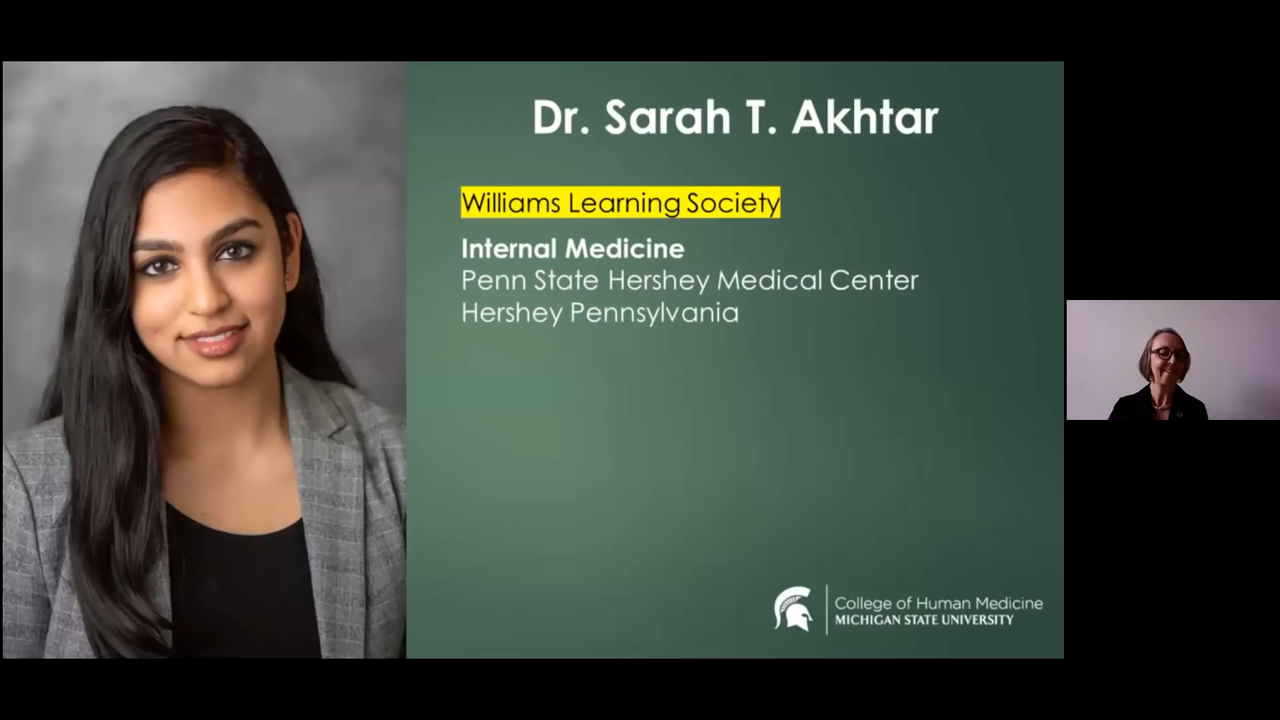 Dr. Sarah T. Akhtar
Williams Learning Society
Internal Medicine
Penn State Hershey Medical Center
Hershey Pennsylvania
College of Human Medicine
MICHIGAN STATE UNIVERSITY